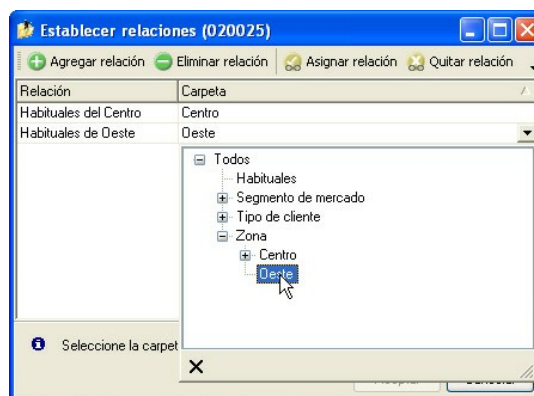 Establecer relaciones (020025)
Agregar relación Eliminar relación Asignar relación Quitar relación
Relación Carpeta
Habituales del Centro Centro
Habituales de Oeste Oeste
Todos
Habituales
Segmento de mercado
Tipo de cliente
Zona
Centro
Oeste
Seleccione la carpet